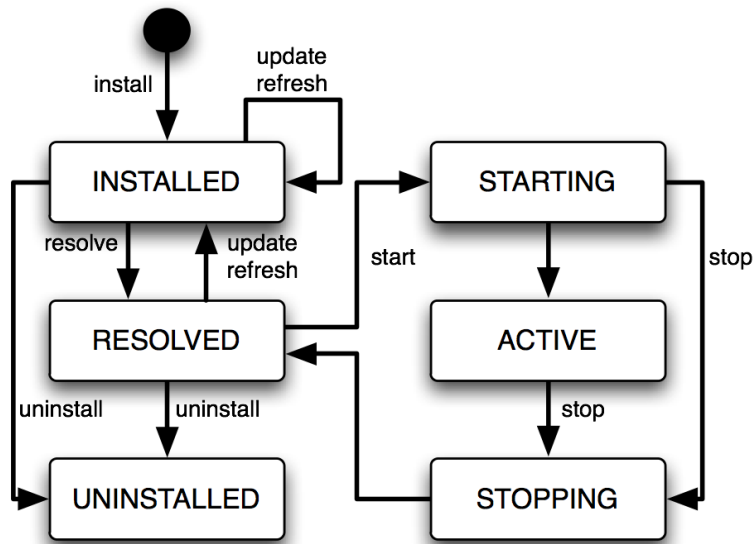 update
refresh
install
INSTALLED
STARTING
resolve
update
refresh
start
stop
RESOLVED
ACTIVE
uninstall
uninstall
stop
UNINSTALLED
STOPPING